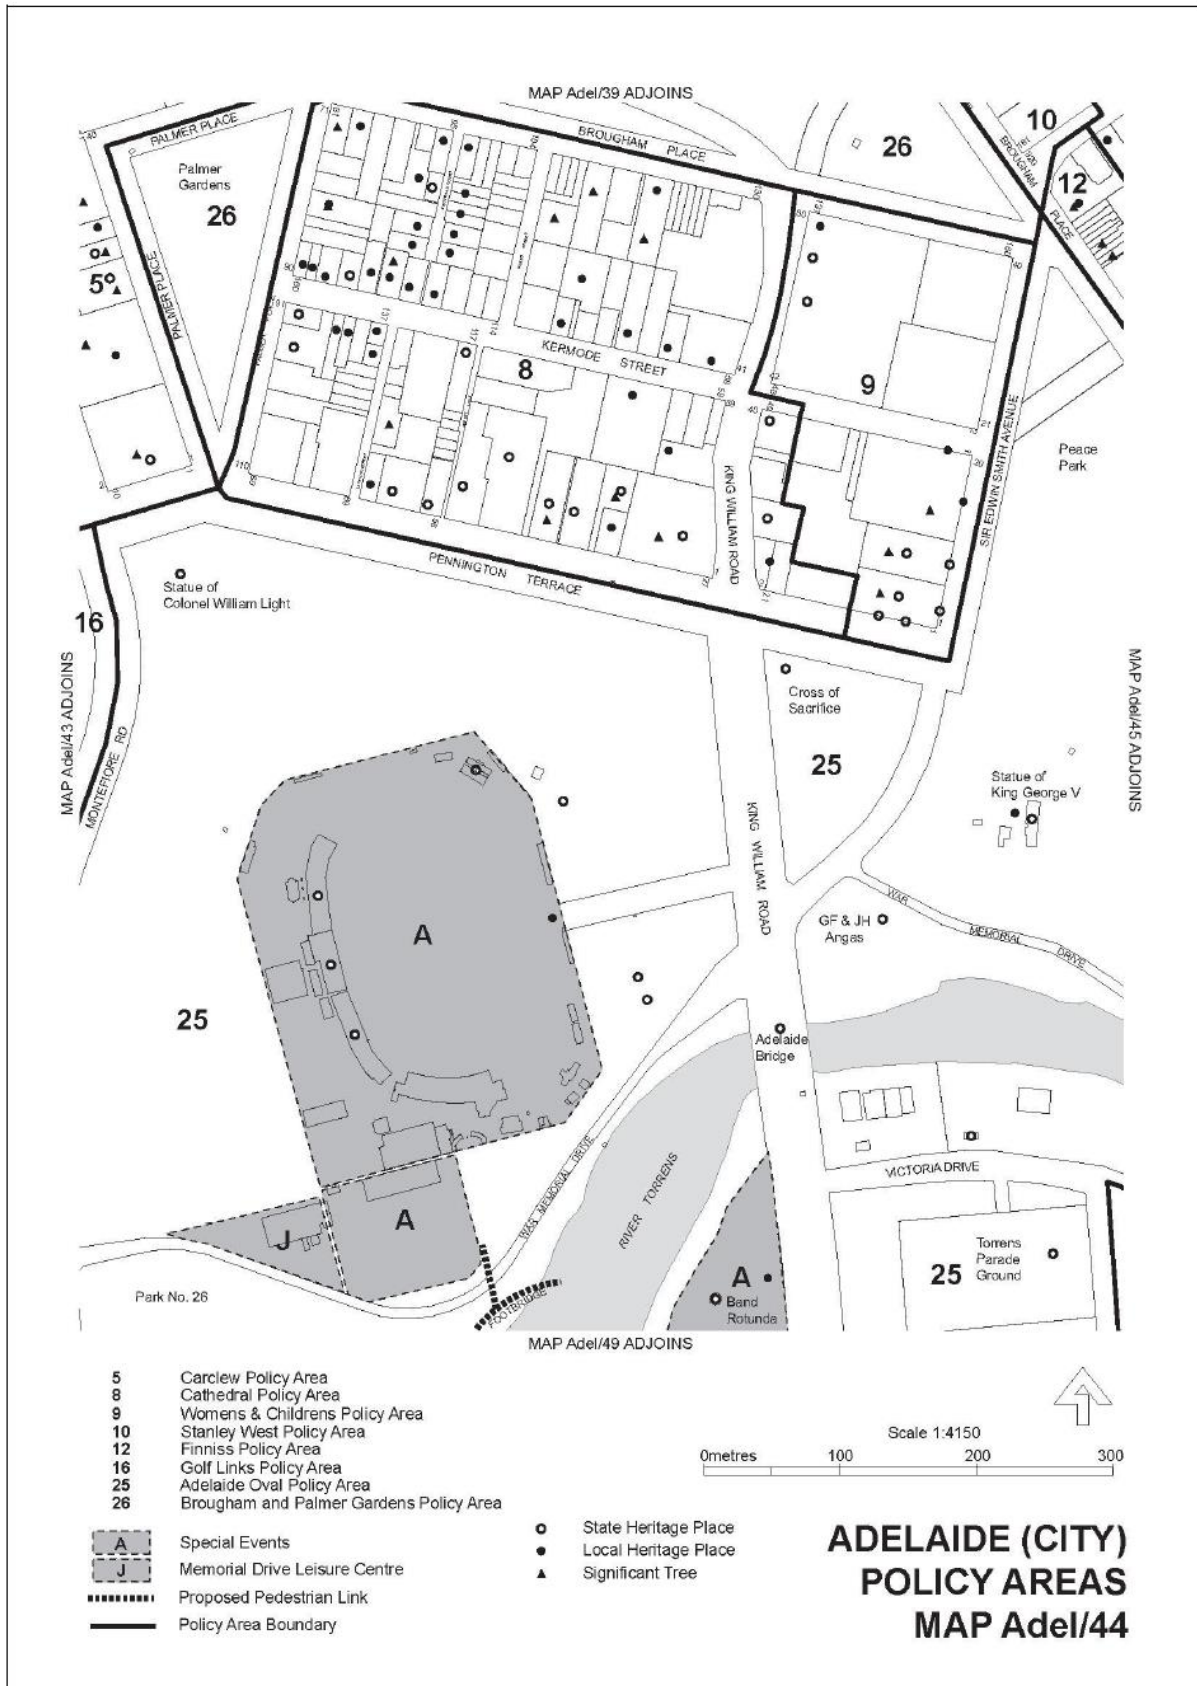 MAP Adel/39 ADJOINS
PALMER PLACE
BROUGHAM PLACE
10
26
BROUGHAM PLACE
12
Palmer
Gardens
26
PALMER PLACE
5
KERMODE STREET
8
9
SIR EDWIN SMITH AVENUE
Peace
Park
KING WILLIAM ROAD
PENNINGTON TERRACE
Statue of
Colonel William Light
16
MAP Adel/43 ADJOINS
MONTEFIORE RD
MAP Adel/45 ADJOINS
Cross of
Sacrifice
25
Statue of
King George V
KING WILLIAM ROAD
WAR MEMORIAL DRIVE
GF & JH
Angas
A
25
Adelaide
Bridge
WAR MEMORIAL DRIVE
RIVER TORRENS
VICTORIA DRIVE
A
J
A
Band
Rotunda
25
Torrens
Parade
Ground
Park No. 26
FOOTBRIDGE
MAP Adel/49 ADJOINS
5 Carclew Policy Area
8 Cathedral Policy Area
9 Womens & Childrens Policy Area
10 Stanley West Policy Area
12 Finniss Policy Area
16 Golf Links Policy Area
25 Adelaide Oval Policy Area
26 Brougham and Palmer Gardens Policy Area
A Special Events
J Memorial Drive Leisure Centre
Proposed Pedestrian Link
Policy Area Boundary
State Heritage Place
Local Heritage Place
Significant Tree
Scale 1:4150
0metres 100 200 300
ADELAIDE (CITY)
POLICY AREAS
MAP Adel/44